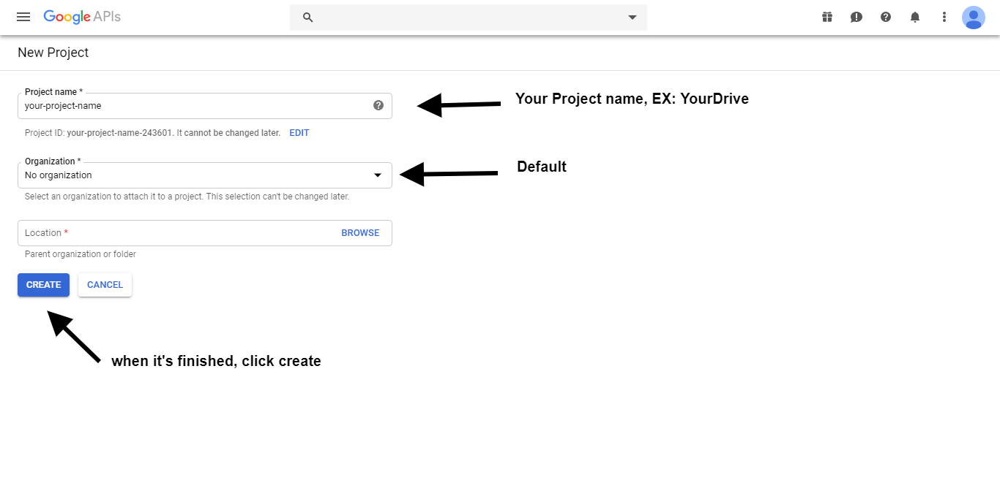 Google APIs
New Project
Project name *
your-project-name
Your Project name, EX: YourDrive
Project ID: your-project-name-243601. It cannot be changed later. EDIT
Organization *
No organization
Default
Select an organization to attach it to a project. This selection can't be changed later.
Location * BROWSE
Parent organization or folder
CREATE CANCEL
when it's finished, click create